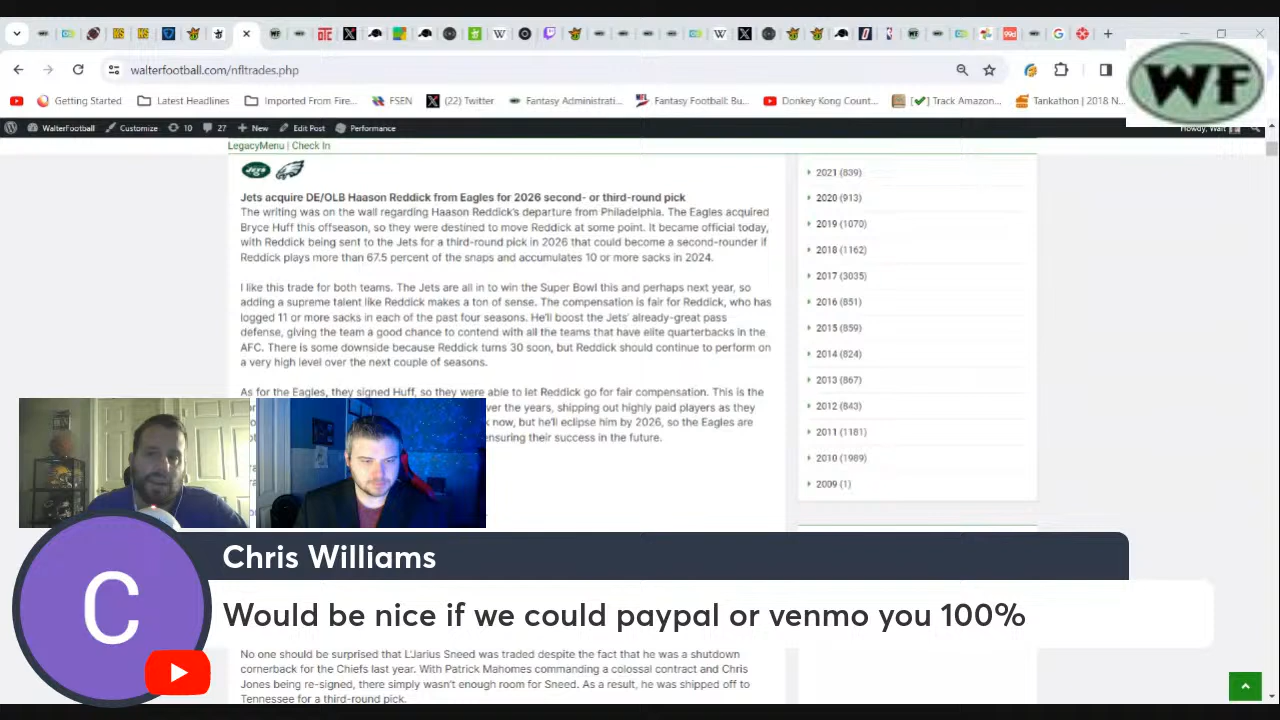 walterfootball.com/nfltrades.php
WF
Getting Started
Latest Headlines
Imported From Fire...
FSEN
(22) Twitter
Fantasy Administrati...
Fantasy Football: Bu...
Donkey Kong Count...
Track Amazon...
Tankathon | 2018 N...
WalterFootball
Customize
10
27
New
Edit Post
Performance
Howdy, Walt
LegacyMenu | Check In
JETS
Jets acquire DE/OLB Haason Reddick from Eagles for 2026 second- or third-round pick
The writing was on the wall regarding Haason Reddick's departure from Philadelphia. The Eagles acquired
Bryce Huff this offseason, so they were destined to move Reddick at some point. It became official today,
with Reddick being sent to the Jets for a third-round pick in 2026 that could become a second-rounder if
Reddick plays more than 67.5 percent of the snaps and accumulates 10 or more sacks in 2024.
I like this trade for both teams. The Jets are all in to win the Super Bowl this and perhaps next year, so
adding a supreme talent like Reddick makes a ton of sense. The compensation is fair for Reddick, who has
logged 11 or more sacks in each of the past four seasons. He'll boost the Jets' already-great pass
defense, giving the team a good chance to contend with all the teams that have elite quarterbacks in the
AFC. There is some downside because Reddick turns 30 soon, but Reddick should continue to perform on
a very high level over the next couple of seasons.
As for the Eagles, they signed Huff, so they were able to let Reddick go for fair compensation. This is the
over the years, shipping out highly paid players as they
now, but he'll eclipse him by 2026, so the Eagles are
ensuring their success in the future.
2021 (839)
2020 (913)
2019 (1070)
2018 (1162)
2017 (3035)
2016 (851)
2015 (859)
2014 (824)
2013 (867)
2012 (843)
2011 (1181)
2010 (1989)
2009 (1)
C
Chris Williams
Would be nice if we could paypal or venmo you 100%
No one should be surprised that L'Jarius Sneed was traded despite the fact that he was a shutdown
cornerback for the Chiefs last year. With Patrick Mahomes commanding a colossal contract and Chris
Jones being re-signed, there simply wasn't enough room for Sneed. As a result, he was shipped off to
Tennessee for a third-round pick.